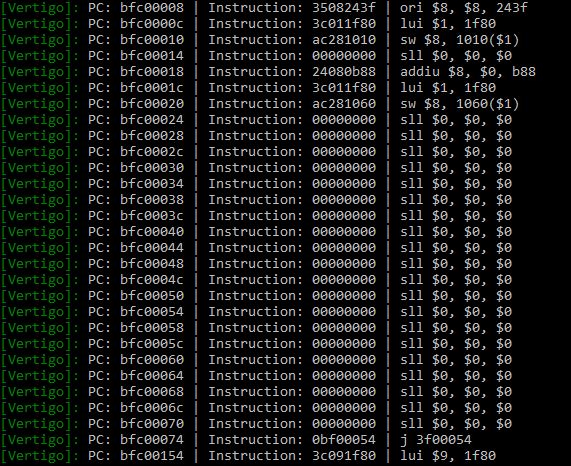 [Vertigo]: PC: bfc00008 | Instruction: 3508243f | ori $8, $8, 243f
[Vertigo]: PC: bfc0000c | Instruction: 3c011f80 | lui $1, 1f80
[Vertigo]: PC: bfc00010 | Instruction: ac281010 | sw $8, 1010($1)
[Vertigo]: PC: bfc00014 | Instruction: 00000000 | sll $0, $0, $0
[Vertigo]: PC: bfc00018 | Instruction: 24080b88 | addiu $8, $0, b88
[Vertigo]: PC: bfc0001c | Instruction: 3c011f80 | lui $1, 1f80
[Vertigo]: PC: bfc00020 | Instruction: ac281060 | sw $8, 1060($1)
[Vertigo]: PC: bfc00024 | Instruction: 00000000 | sll $0, $0, $0
[Vertigo]: PC: bfc00028 | Instruction: 00000000 | sll $0, $0, $0
[Vertigo]: PC: bfc0002c | Instruction: 00000000 | sll $0, $0, $0
[Vertigo]: PC: bfc00030 | Instruction: 00000000 | sll $0, $0, $0
[Vertigo]: PC: bfc00034 | Instruction: 00000000 | sll $0, $0, $0
[Vertigo]: PC: bfc00038 | Instruction: 00000000 | sll $0, $0, $0
[Vertigo]: PC: bfc0003c | Instruction: 00000000 | sll $0, $0, $0
[Vertigo]: PC: bfc00040 | Instruction: 00000000 | sll $0, $0, $0
[Vertigo]: PC: bfc00044 | Instruction: 00000000 | sll $0, $0, $0
[Vertigo]: PC: bfc00048 | Instruction: 00000000 | sll $0, $0, $0
[Vertigo]: PC: bfc0004c | Instruction: 00000000 | sll $0, $0, $0
[Vertigo]: PC: bfc00050 | Instruction: 00000000 | sll $0, $0, $0
[Vertigo]: PC: bfc00054 | Instruction: 00000000 | sll $0, $0, $0
[Vertigo]: PC: bfc00058 | Instruction: 00000000 | sll $0, $0, $0
[Vertigo]: PC: bfc0005c | Instruction: 00000000 | sll $0, $0, $0
[Vertigo]: PC: bfc00060 | Instruction: 00000000 | sll $0, $0, $0
[Vertigo]: PC: bfc00064 | Instruction: 00000000 | sll $0, $0, $0
[Vertigo]: PC: bfc00068 | Instruction: 00000000 | sll $0, $0, $0
[Vertigo]: PC: bfc0006c | Instruction: 00000000 | sll $0, $0, $0
[Vertigo]: PC: bfc00070 | Instruction: 00000000 | sll $0, $0, $0
[Vertigo]: PC: bfc00074 | Instruction: 0bf00054 | j 3f00054
[Vertigo]: PC: bfc00154 | Instruction: 3c091f80 | lui $9, 1f80